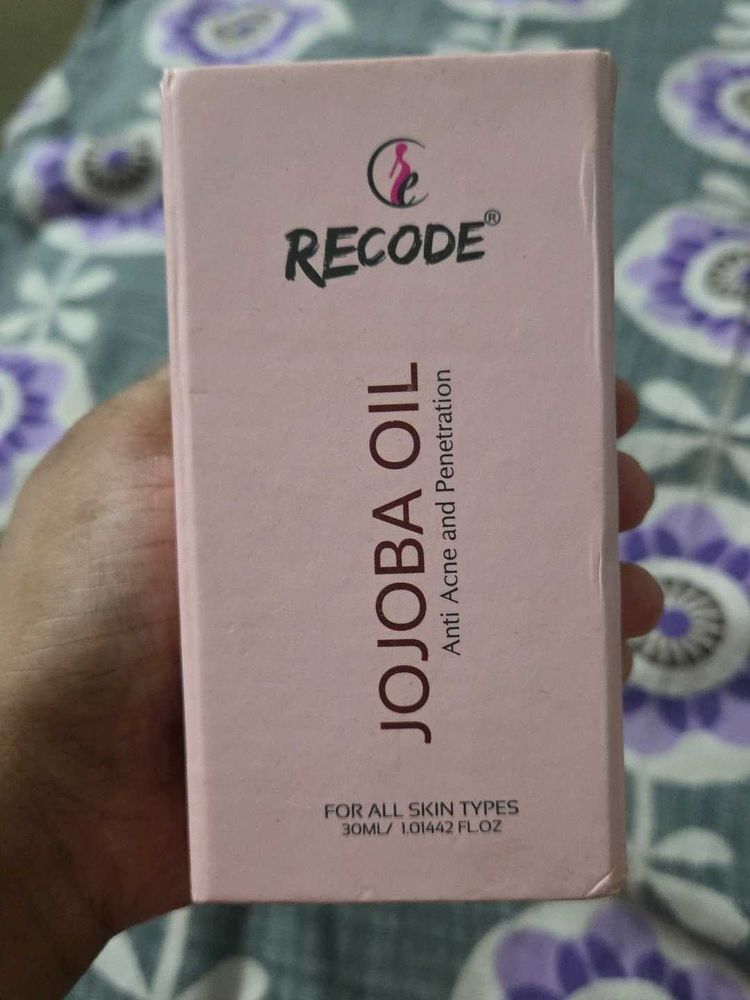 RECODE®
JOJOBA OIL
Anti Acne and Penetration
FOR ALL SKIN TYPES
30ML/ 1.01442 FL.OZ